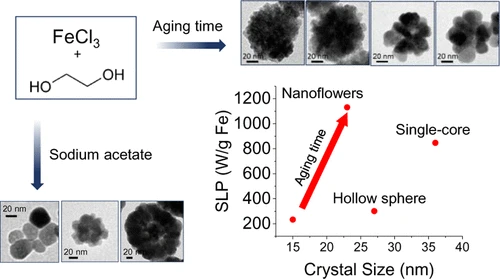 FeCl3
+
HO
OH
Aging time
20 nm
20 nm
20 nm
20 nm
Sodium acetate
20 nm
20 nm
20 nm
SLP (W/g Fe)
1200
1000
800
600
400
200
Nanoflowers
Aging time
Single-core
Hollow sphere
15 20 25 30 35 40
Crystal Size (nm)